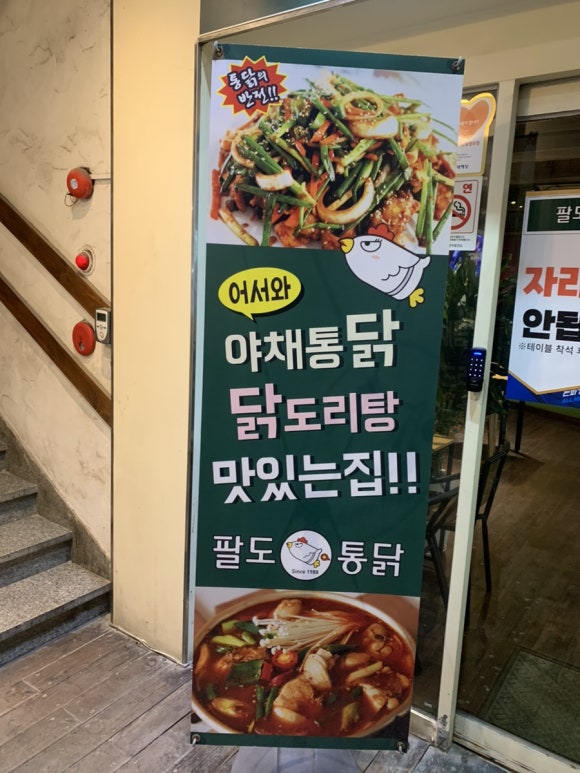 통닭의
반전!!
어서와
야채통닭
닭도리탕
맛있는집!!
팔도 통닭
Since 1986
팔도
자리
안됩
※테이블 착석